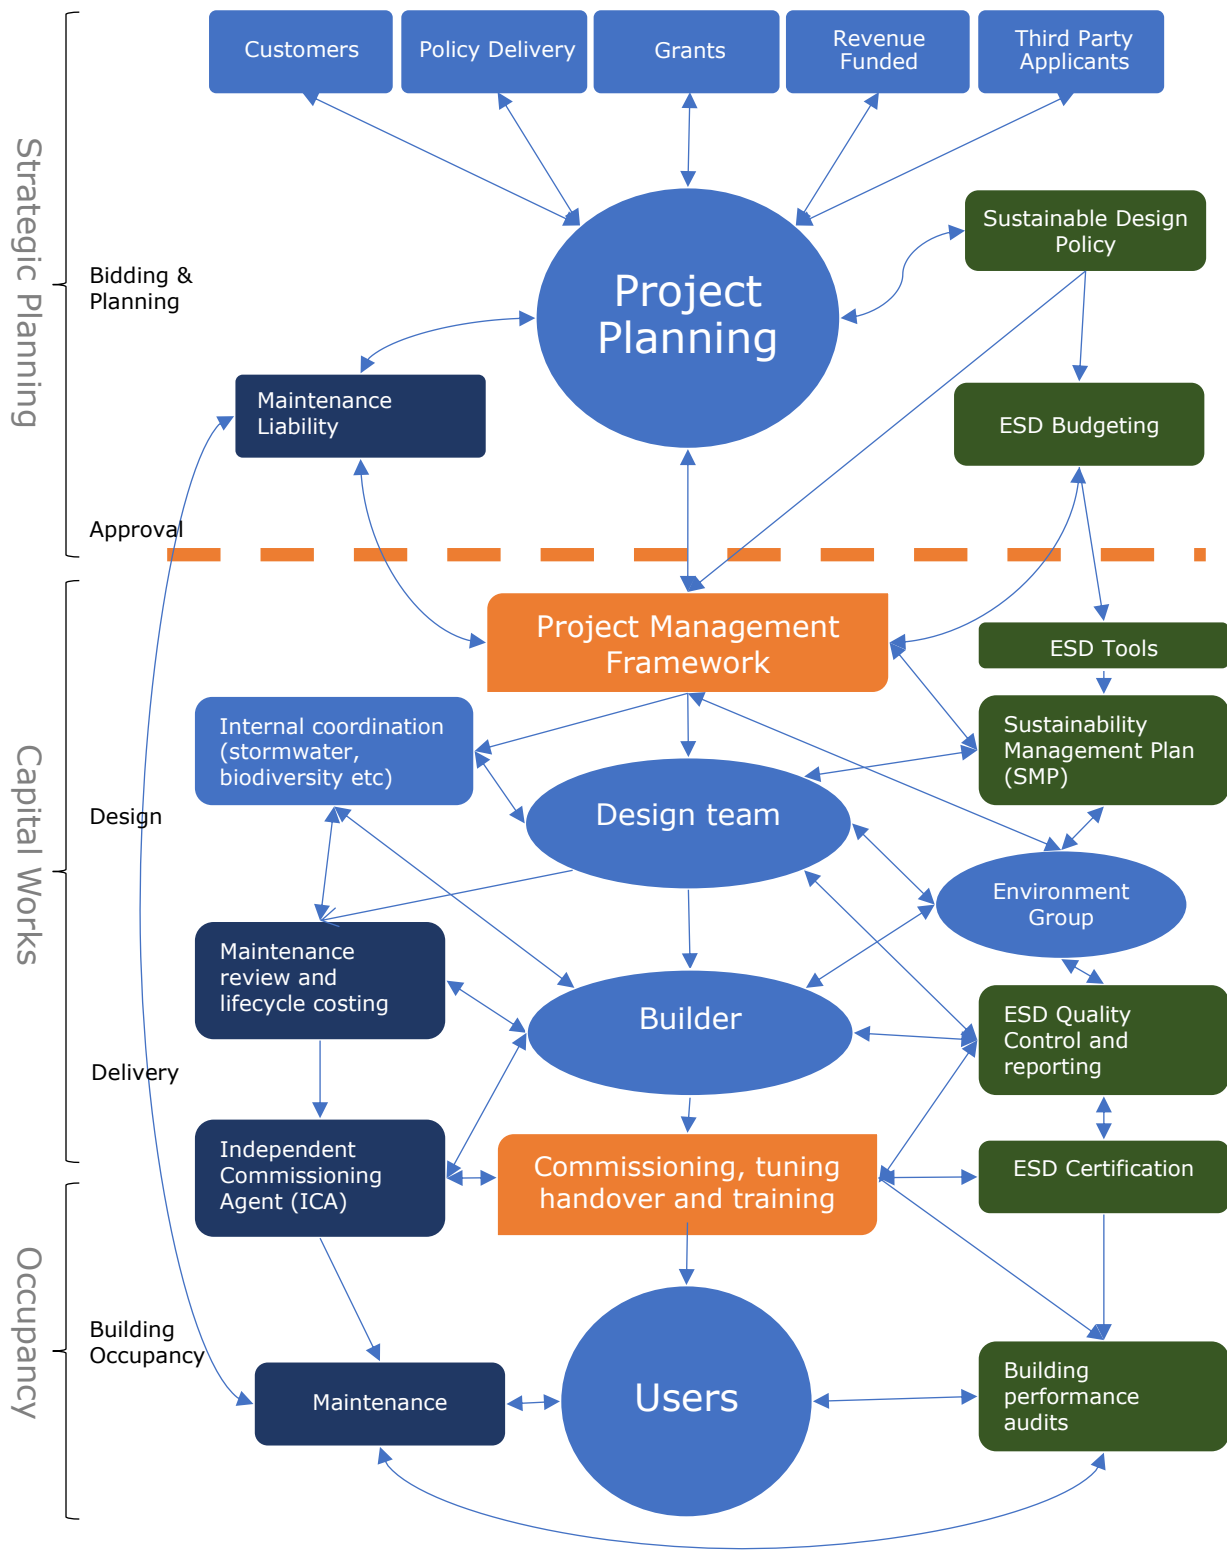 Customers
Policy Delivery
Grants
Revenue
Funded
Third Party
Applicants
Strategic Planning
Bidding &
Planning
Project
Planning
Sustainable Design
Policy
Maintenance
Liability
ESD Budgeting
Approval
Project Management
Framework
ESD Tools
Capital Works
Internal coordination
(stormwater,
biodiversity etc)
Sustainability
Management Plan
(SMP)
Design
Design team
Environment
Group
Maintenance
review and
lifecycle costing
Builder
ESD Quality
Control and
reporting
Delivery
Independent
Commissioning
Agent (ICA)
Commissioning, tuning
handover and training
ESD Certification
Occupancy
Building
Occupancy
Maintenance
Users
Building
performance
audits